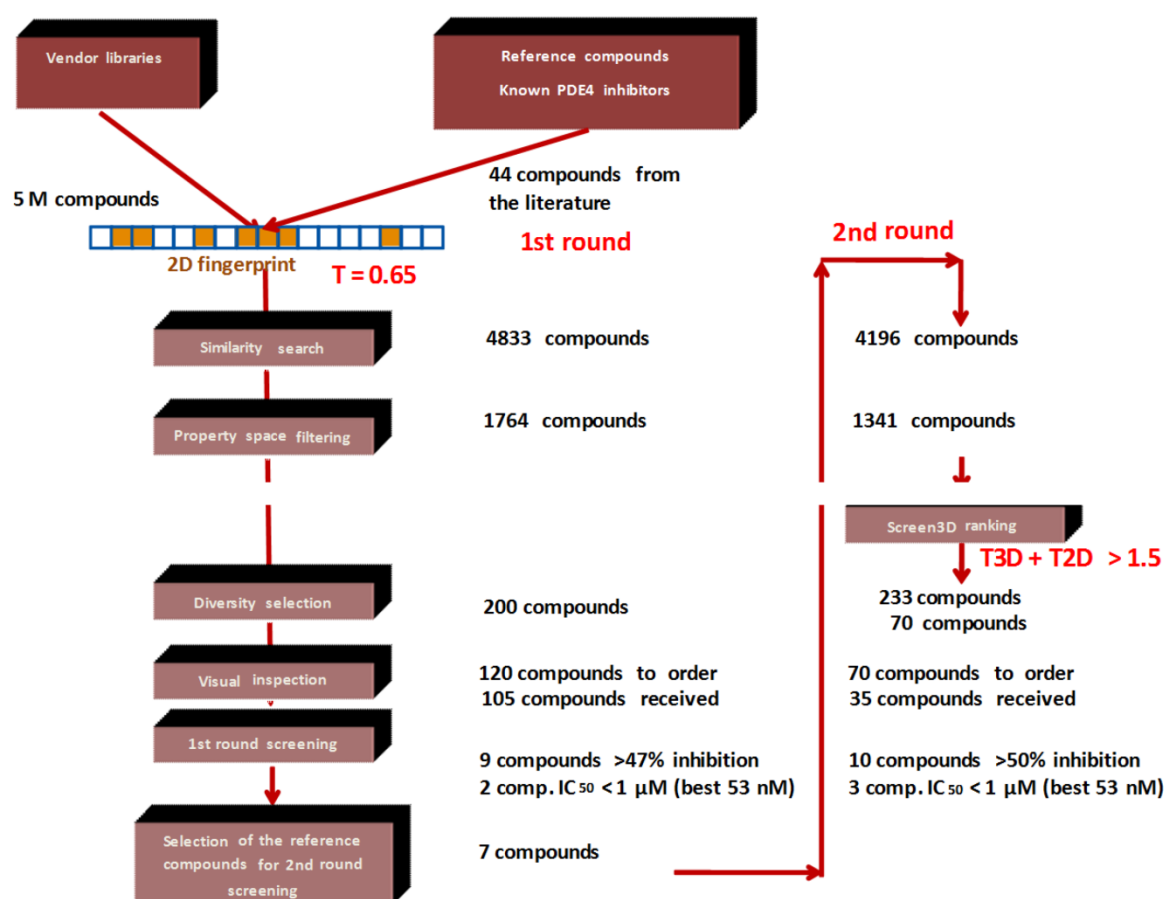 Vendor libraries
Reference compounds
Known PDE4 inhibitors
5 M compounds
44 compounds from
the literature
2D fingerprint
T = 0.65
1st round
2nd round
Similarity search
4833 compounds
4196 compounds
Property space filtering
1764 compounds
1341 compounds
Screen3D ranking
T3D + T2D > 1.5
Diversity selection
200 compounds
233 compounds
70 compounds
Visual inspection
120 compounds to order
105 compounds received
70 compounds to order
35 compounds received
1st round screening
9 compounds >47% inhibition
2 comp. IC50 < 1 µM (best 53 nM)
10 compounds >50% inhibition
3 comp. IC50 < 1 µM (best 53 nM)
Selection of the reference
compounds for 2nd round
screening
7 compounds